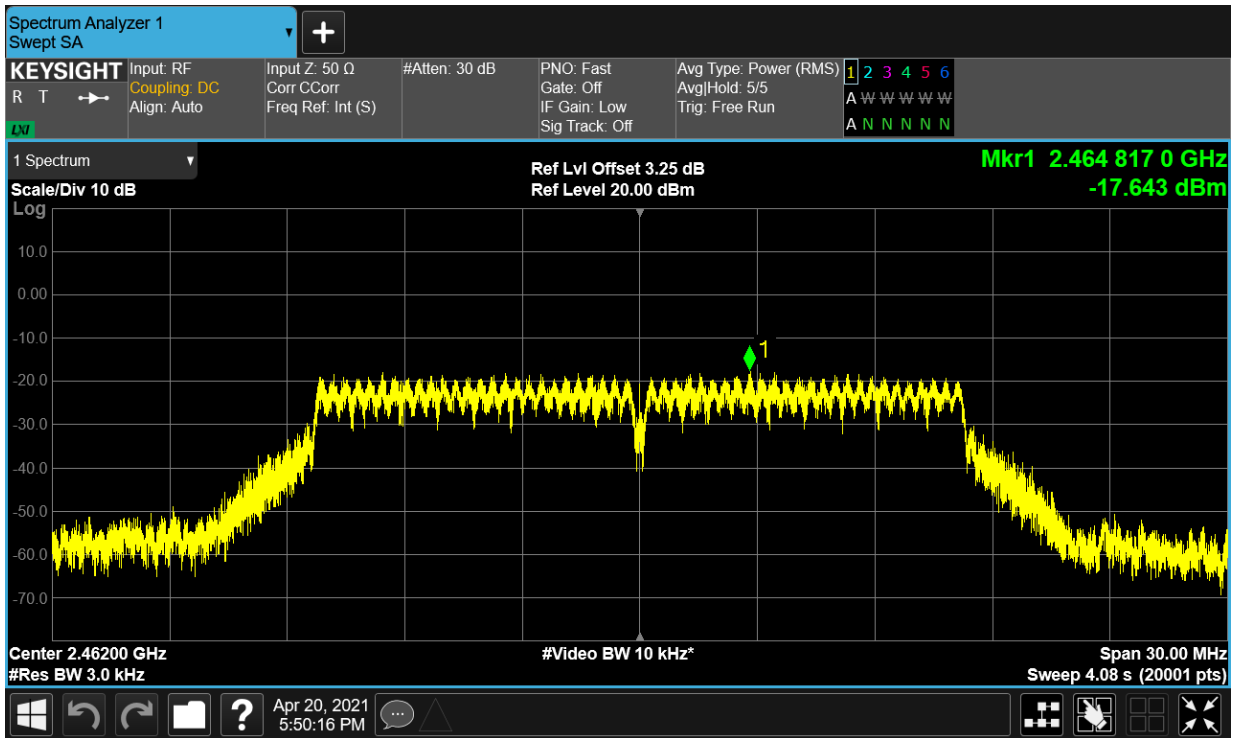 Spectrum Analyzer 1
Swept SA
+
KEYSIGHT
R T
LXI
Input: RF
Coupling: DC
Align: Auto
Input Z: 50 Ω
Corr CCorr
Freq Ref: Int (S)
#Atten: 30 dB
PNO: Fast
Gate: Off
IF Gain: Low
Sig Track: Off
Avg Type: Power (RMS)
Avg|Hold: 5/5
Trig: Free Run
1 2 3 4 5 6
A W W W W W
A N N N N N
1 Spectrum
Scale/Div 10 dB
Log
Ref Lvl Offset 3.25 dB
Ref Level 20.00 dBm
Mkr1 2.464 817 0 GHz
-17.643 dBm
10.0
0.00
-10.0
-20.0
-30.0
-40.0
-50.0
-60.0
-70.0
1
Center 2.46200 GHz
#Res BW 3.0 kHz
#Video BW 10 kHz*
Span 30.00 MHz
Sweep 4.08 s (20001 pts)
?
Apr 20, 2021
5:50:16 PM